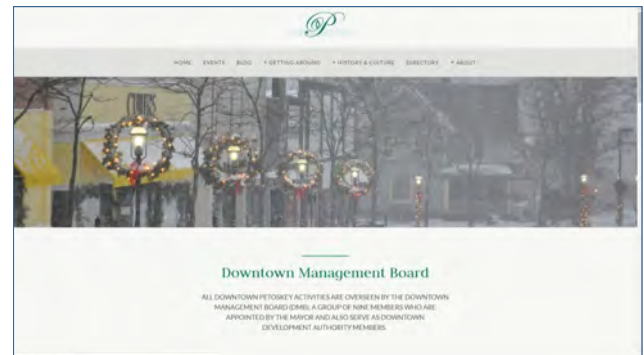 P
HOME EVENTS BLOG + GETTING AROUND + HISTORY & CULTURE DIRECTORY + ABOUT
Downtown Management Board
ALL DOWNTOWN PETOSKEY ACTIVITIES ARE OVERSEEN BY THE DOWNTOWN
MANAGEMENT BOARD (DMB), A GROUP OF NINE MEMBERS WHO ARE
APPOINTED BY THE MAYOR AND ALSO SERVE AS DOWNTOWN
DEVELOPMENT AUTHORITY MEMBERS.